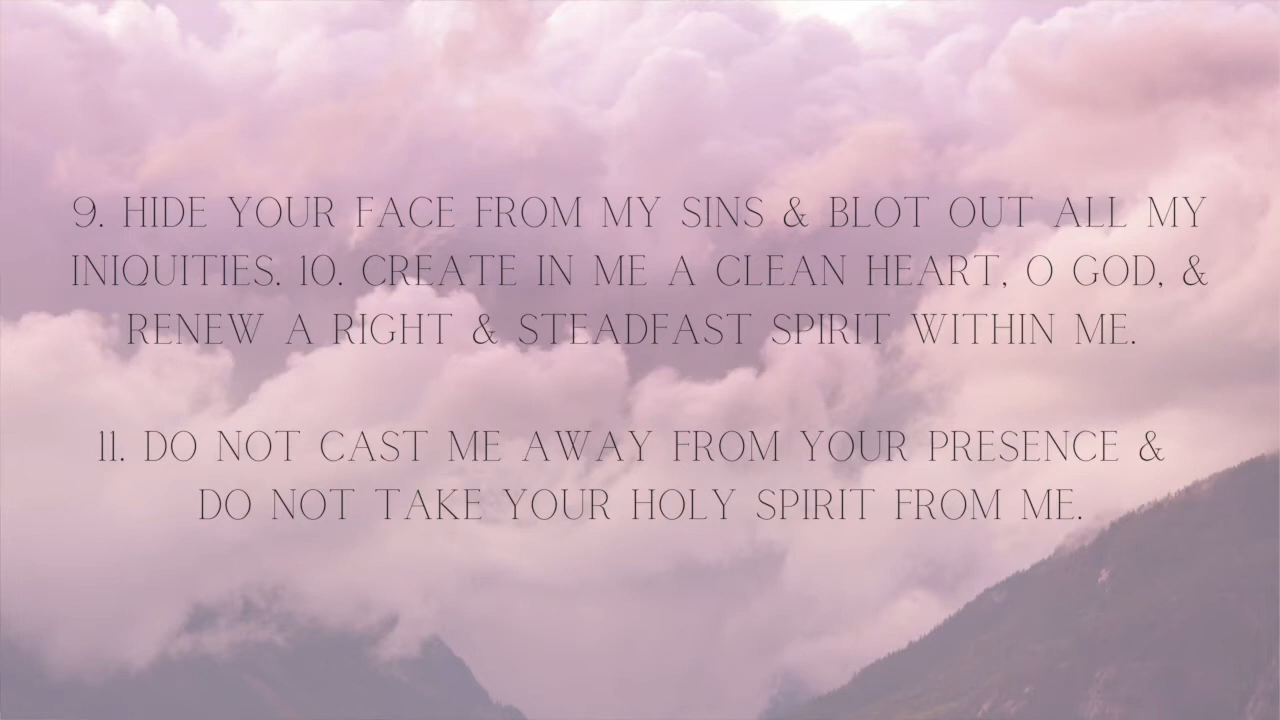 9. HIDE YOUR FACE FROM MY SINS & BLOT OUT ALL MY
INIQUITIES. 10. CREATE IN ME A CLEAN HEART, O GOD, &
RENEW A RIGHT & STEADFAST SPIRIT WITHIN ME.
11. DO NOT CAST ME AWAY FROM YOUR PRESENCE &
DO NOT TAKE YOUR HOLY SPIRIT FROM ME.